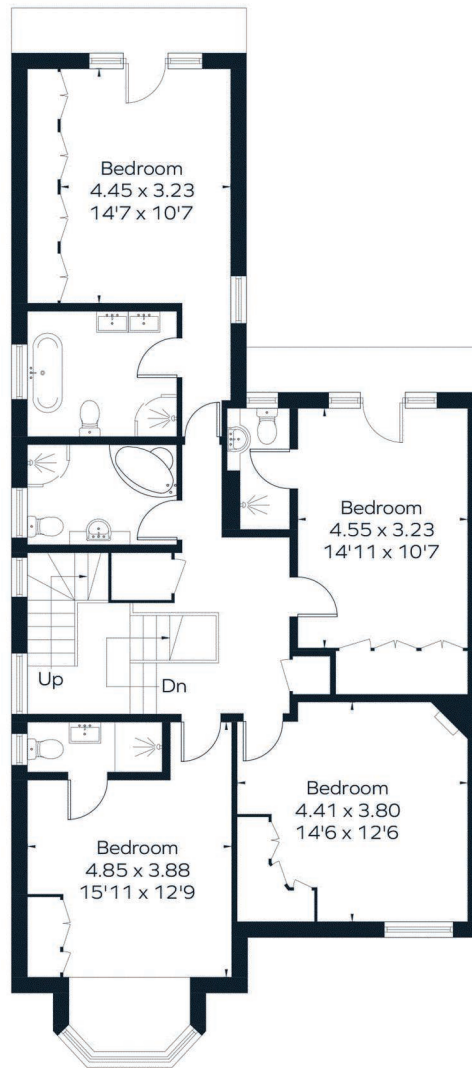 Bedroom
4.45 x 3.23
14'7 x 10'7
Bedroom
4.55 x 3.23
14'11 x 10'7
Up
Dn
Bedroom
4.41 x 3.80
14'6 x 12'6
Bedroom
4.85 x 3.88
15'11 x 12'9